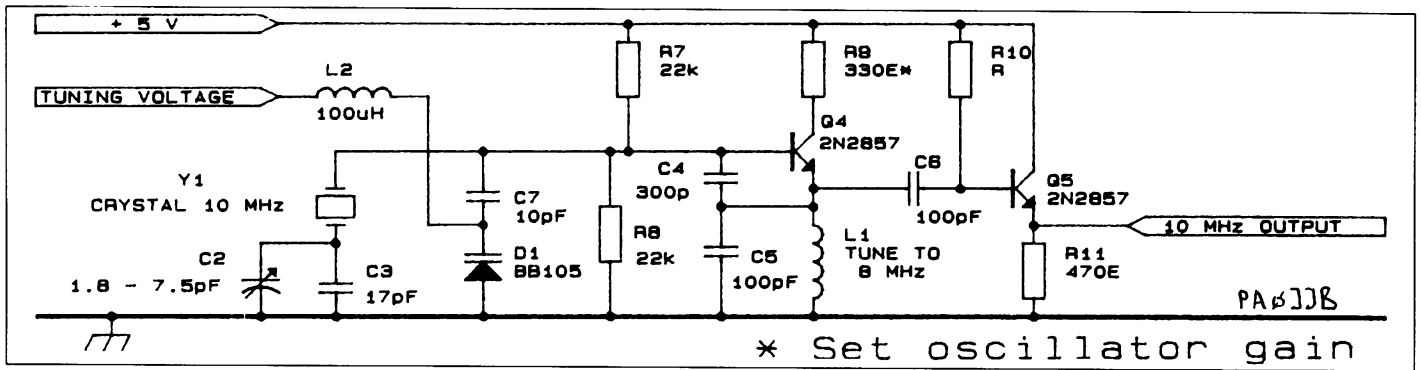 + 5 V
R7
22k
R9
330E*
R10
R
L2
100uH
TUNING VOLTAGE
Q4
2N2857
C4
300p
C6
100pF
Q5
2N2857
Y1
CRYSTAL 10 MHz
C7
10pF
R8
22k
10 MHz OUTPUT
C2
1.8 - 7.5pF
C3
17pF
D1
BB105
C5
100pF
L1
TUNE TO
8 MHz
R11
470E
PAØJJB
* Set oscillator gain